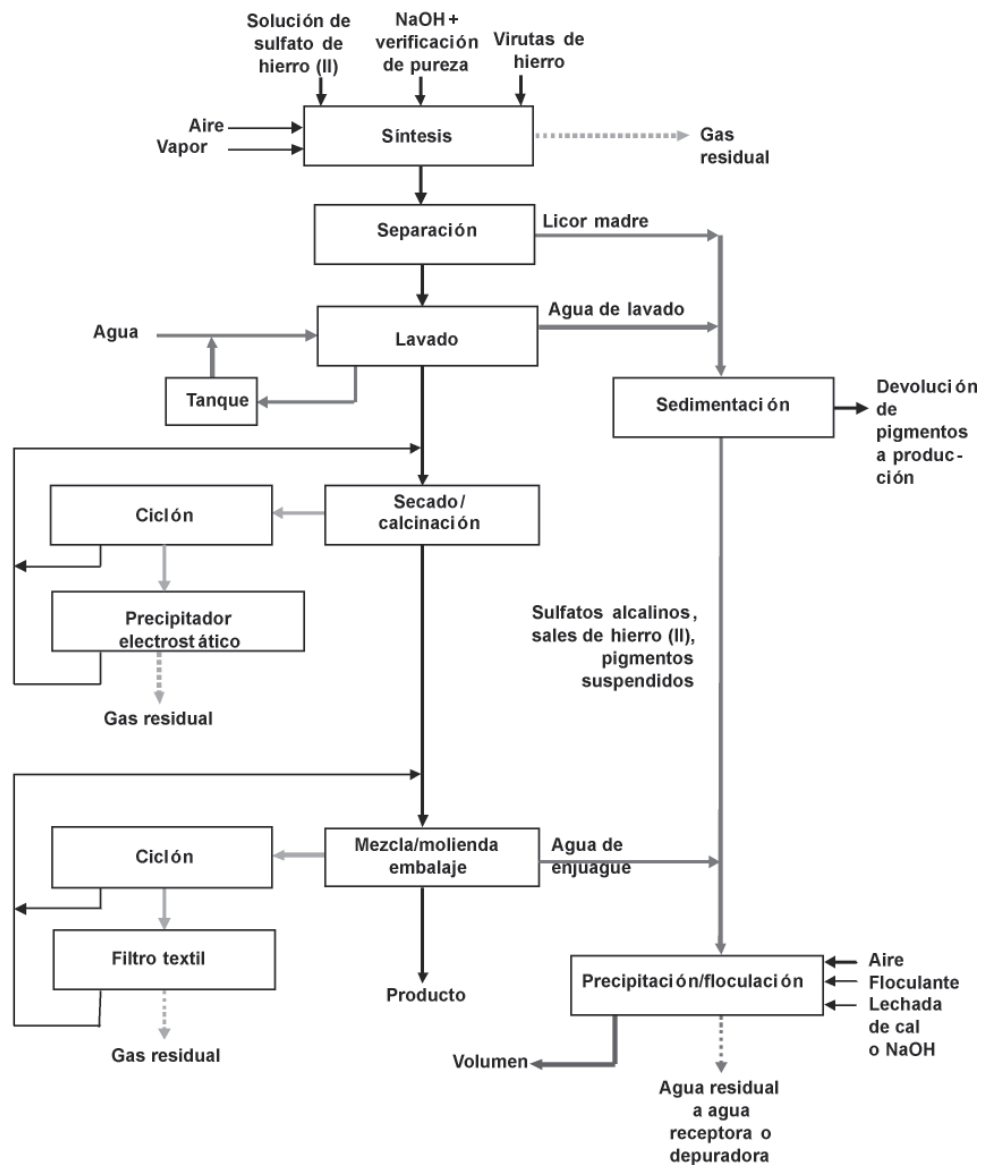 Solución de
sulfato de
hierro (II)
NaOH+
verificación
de pureza
Virutas de
hierro
Aire
Vapor
Síntesis
Gas
residual
Separación
Licor madre
Agua
Lavado
Agua de lavado
Tanque
Sedimentación
Devolución
de
pigmentos
a produc-
ción
Ciclón
Secado/
calcinación
Precipitador
electrostático
Gas residual
Sulfatos alcalinos,
sales de hierro (II),
pigmentos
suspendidos
Ciclón
Mezcla/molienda
embalaje
Agua de
enjuague
Filtro textil
Gas residual
Producto
Precipitación/floculación
Aire
Floculante
Lechada
de cal
o NaOH
Volumen
Agua residual
a agua
receptora o
depuradora